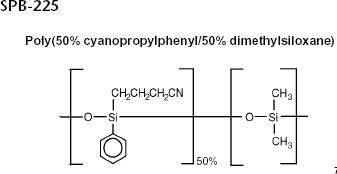 SPB-225
Poly(50% cyanopropylphenyl/50% dimethylsiloxane)
CH₂CH₂CH₂CN
CH₃
O Si O Si
CH₃
50%
7